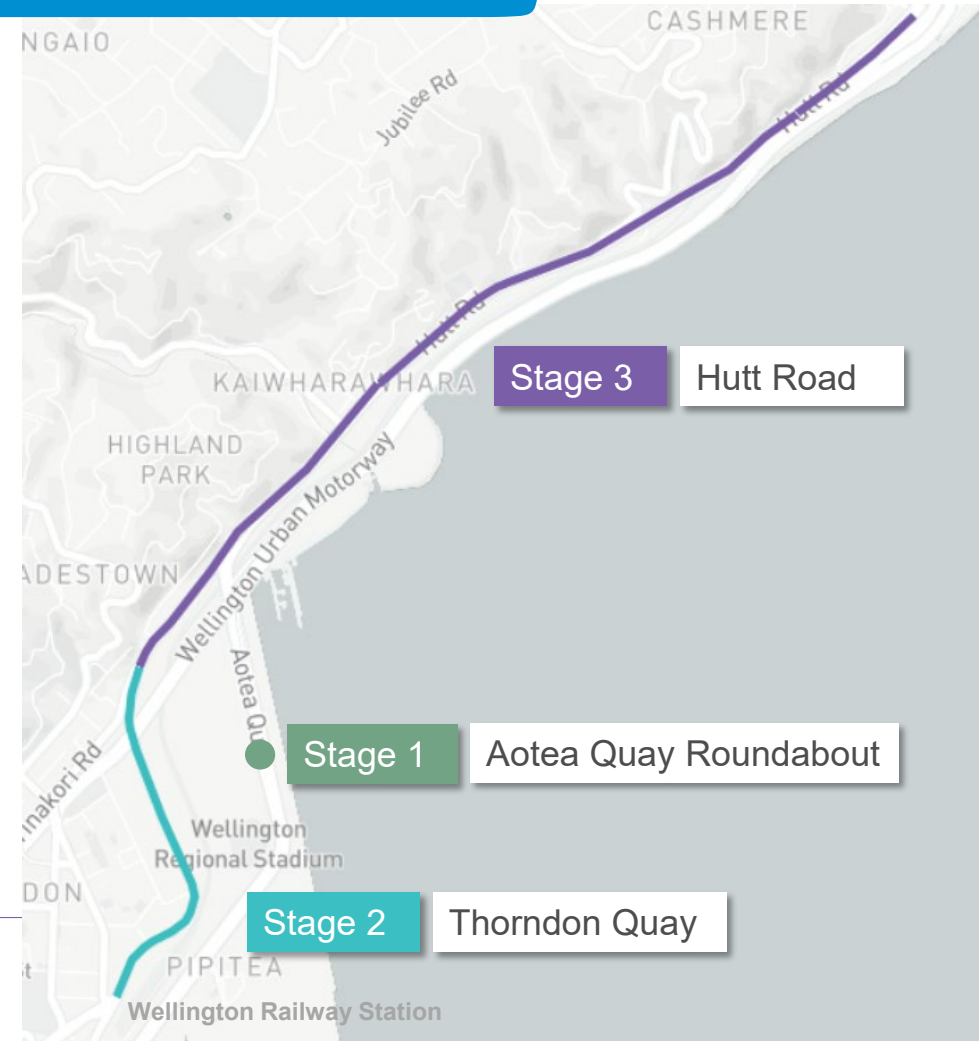 NGAIO
CASHMERE
Jubilee Rd
Hutt Rd
Hutt Rd
KAIWHARAWHARA
Stage 3
Hutt Road
HIGHLAND
PARK
Wellington Urban Motorway
ADESTOWN
Aotea Qu
Stage 1
Aotea Quay Roundabout
inakori Rd
Wellington
Regional Stadium
DON
Stage 2
Thorndon Quay
t
PIPITEA
Wellington Railway Station